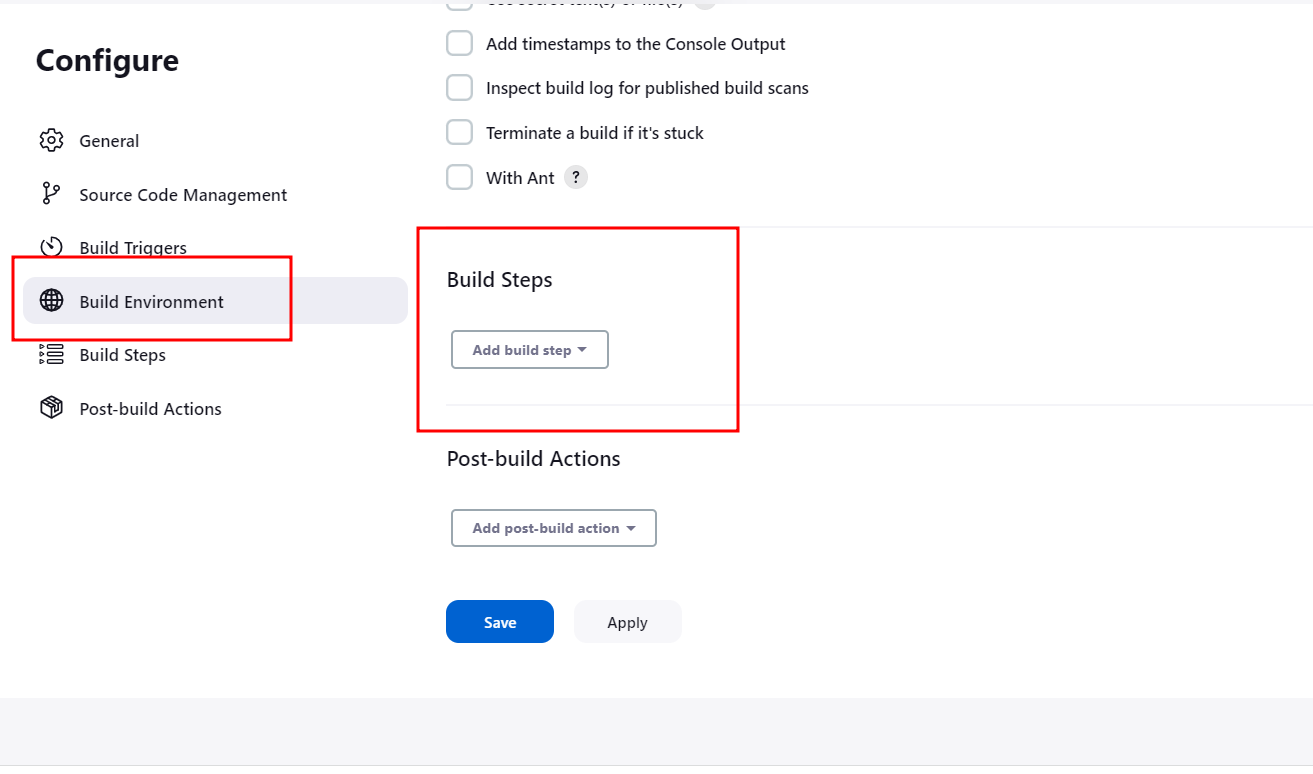 Configure
General
Source Code Management
Build Triggers
Build Environment
Build Steps
Post-build Actions
Add timestamps to the Console Output
Inspect build log for published build scans
Terminate a build if it's stuck
With Ant ?
Build Steps
Add build step
Post-build Actions
Add post-build action
Save Apply